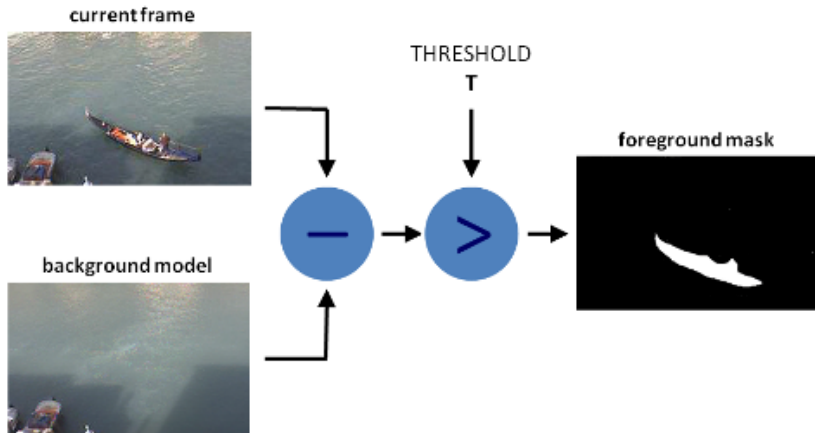 current frame
THRESHOLD
T
foreground mask
−
>
background model